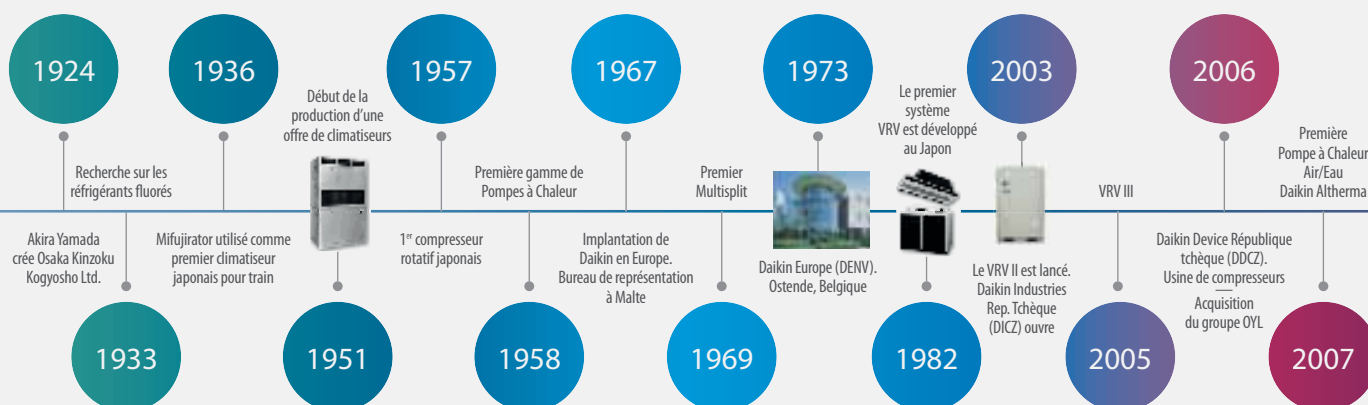 1924
Akira Yamada
crée Osaka Kinzoku
Kogyosho Ltd.
Recherche sur les
réfrigérants fluorés
1933
1936
Mifujirator utilisé comme
premier climatiseur
japonais pour train
Début de la
production d’une
offre de climatiseurs
1951
1957
1er compresseur
rotatif japonais
Première gamme de
Pompes à Chaleur
1958
1967
Implantation de
Daikin en Europe.
Bureau de représentation
à Malte
Premier
Multisplit
1969
1973
Daikin Europe (DENV).
Ostende, Belgique
Le premier
système
VRV est développé
au Japon
1982
2003
Le VRV II est lancé.
Daikin Industries
Rep. Tchèque
(DICZ) ouvre
VRV III
2005
2006
Daikin Device République
tchèque (DDCZ).
Usine de compresseurs
Acquisition
du groupe OYL
Première
Pompe à Chaleur
Air/Eau
Daikin Altherma
2007